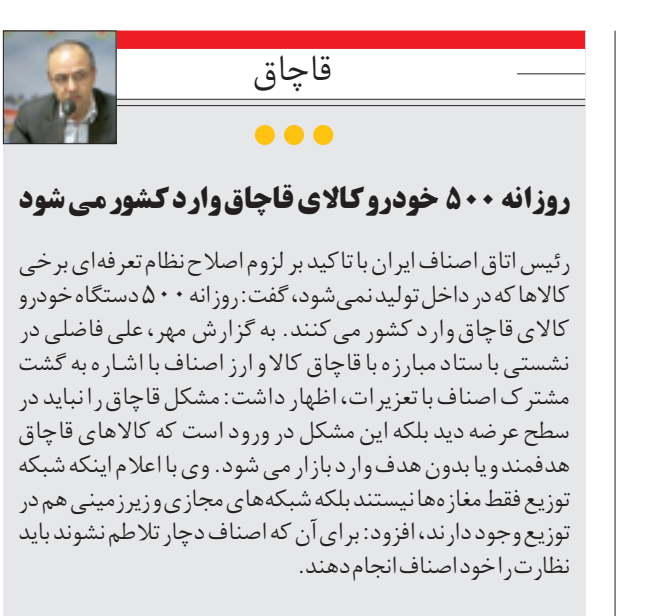 قاچاق
روزانه ۵۰۰ خودرو کالای قاچاق وارد کشور می شود
رئیس اتاق اصناف ایران با تاکید بر لزوم اصلاح نظام تعرفه‌ای برخی
کالاها که در داخل تولید نمی‌شود، گفت: روزانه ۵۰۰ دستگاه خودرو
کالای قاچاق وارد کشور می کنند. به گزارش مهر، علی فاضلی در
نشستی با ستاد مبارزه با قاچاق کالا و ارز اصناف با اشاره به گشت
مشترک اصناف با تعزیرات، اظهار داشت: مشکل قاچاق را نباید در
سطح عرضه دید بلکه این مشکل در ورود است که کالاهای قاچاق
هدفمند و یا بدون هدف وارد بازار می شود. وی با اعلام اینکه شبکه
توزیع فقط مغازه‌ها نیستند بلکه شبکه‌های مجازی و زیرزمینی هم در
توزیع وجود دارند، افزود: برای آن که اصناف دچار تلاطم نشوند باید
نظارت را خود اصناف انجام دهند.